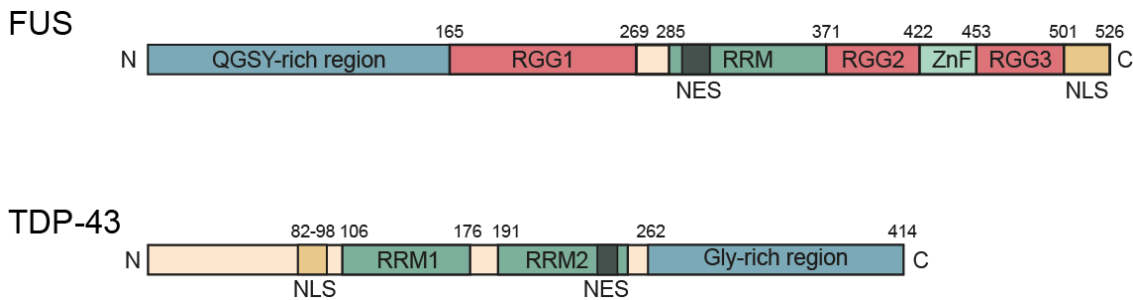 FUS
165 269 285 371 422 453 501 526
N QGSY-rich region RGG1 RRM RGG2 ZnF RGG3 C
NES NLS
TDP-43
82-98 106 176 191 262 414
N RRM1 RRM2 Gly-rich region C
NLS NES